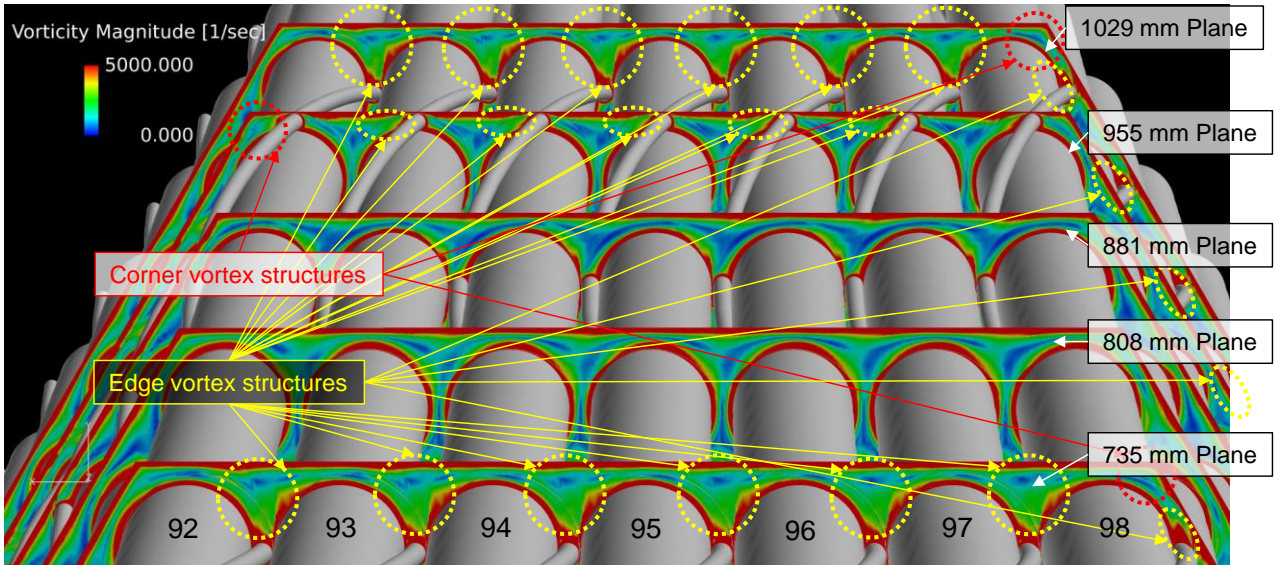 Vorticity Magnitude [1/sec]
5000.000
0.000
1029 mm Plane
955 mm Plane
881 mm Plane
Corner vortex structures
808 mm Plane
Edge vortex structures
735 mm Plane
92
93
94
95
96
97
98